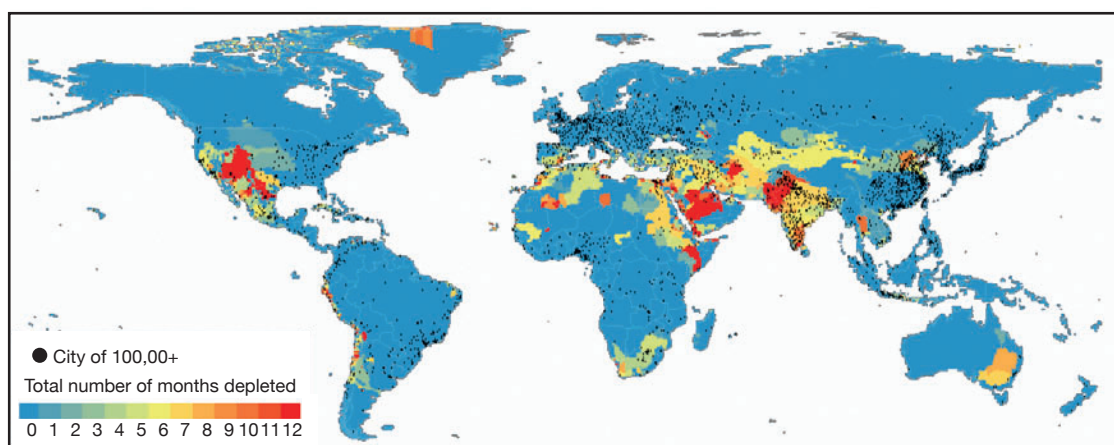 City of 100,00+
Total number of months depleted
0 1 2 3 4 5 6 7 8 9 10 11 12